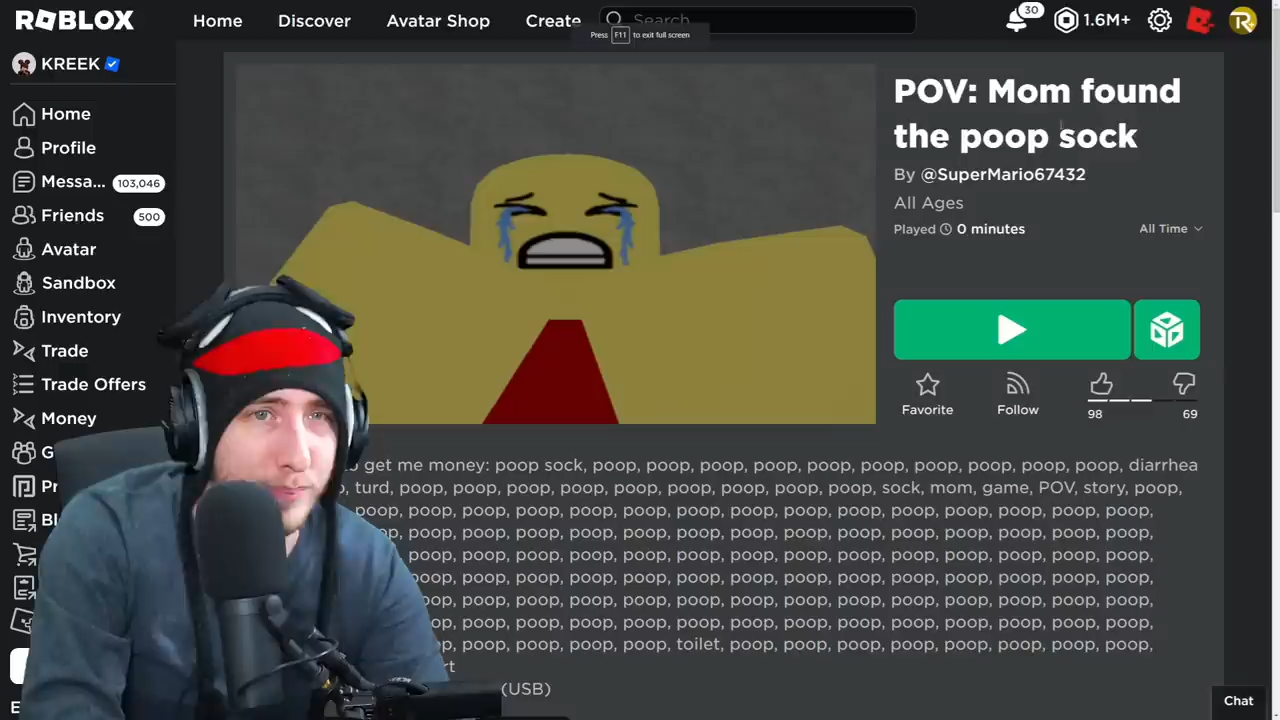 ROBLOX
Home
Discover
Avatar Shop
Create
Search
30
1.6M+
Press F11 to exit full screen
KREEK
Home
Profile
Messa... 103,046
Friends 500
Avatar
Sandbox
Inventory
Trade
Trade Offers
Money
G
Pr
Bl
E
POV: Mom found
the poop sock
By @SuperMario67432
All Ages
Played 0 minutes
All Time
Favorite
Follow
98
69
get me money: poop sock, poop, poop, poop, poop, poop, poop, poop, poop, poop, poop, diarrhea
turd, poop, poop, poop, poop, poop, poop, poop, poop, poop, sock, mom, game, POV, story, poop,
poop, poop, poop, poop, poop, poop, poop, poop, poop, poop, poop, poop, poop, poop, poop,
poop, poop, poop, poop, poop, poop, poop, poop, poop, poop, poop, poop, poop, poop,
poop, poop, poop, poop, poop, poop, poop, poop, poop, poop, poop, poop, poop, poop,
poop, poop, poop, poop, poop, poop, poop, poop, poop, poop, poop, poop, poop, poop,
poop, poop, poop, poop, poop, poop, poop, poop, poop, poop, poop, poop, poop,
poop, poop, poop, poop, poop, poop, poop, poop, poop, poop, poop, poop, poop,
poop, poop, poop, poop, toilet, poop, poop, poop, poop, poop, poop, poop, poop,
(USB)
Chat